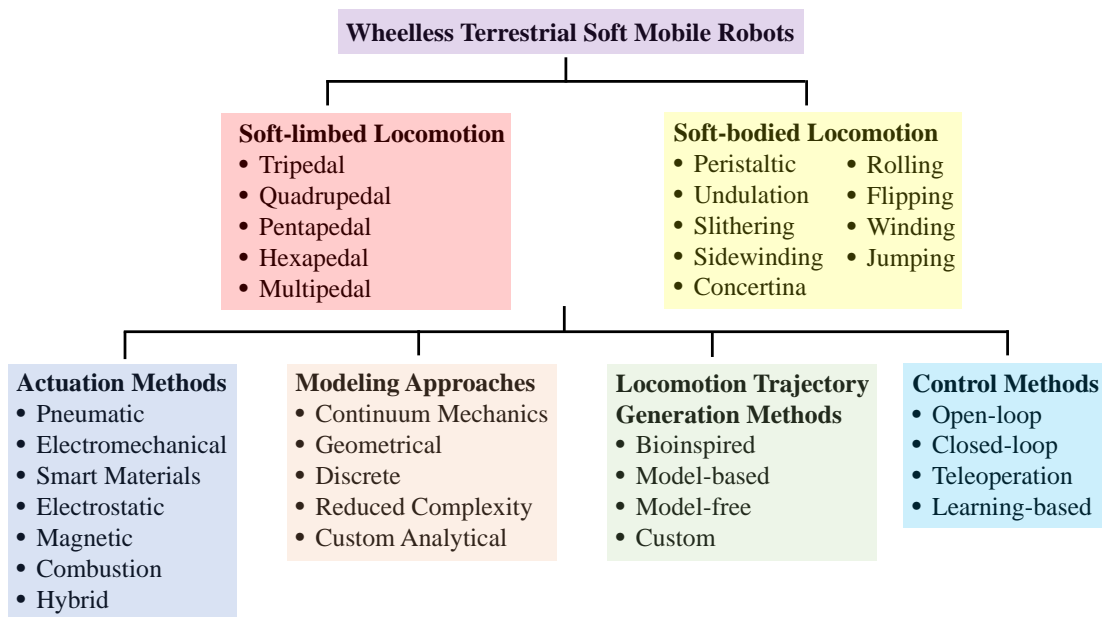 Wheelless Terrestrial Soft Mobile Robots
Soft-limbed Locomotion
• Tripedal
• Quadrupedal
• Pentapedal
• Hexapedal
• Multipedal
Soft-bodied Locomotion
• Peristaltic
• Undulation
• Slithering
• Sidewinding
• Concertina
• Rolling
• Flipping
• Winding
• Jumping
Actuation Methods
• Pneumatic
• Electromechanical
• Smart Materials
• Electrostatic
• Magnetic
• Combustion
• Hybrid
Modeling Approaches
• Continuum Mechanics
• Geometrical
• Discrete
• Reduced Complexity
• Custom Analytical
Locomotion Trajectory
Generation Methods
• Bioinspired
• Model-based
• Model-free
• Custom
Control Methods
• Open-loop
• Closed-loop
• Teleoperation
• Learning-based